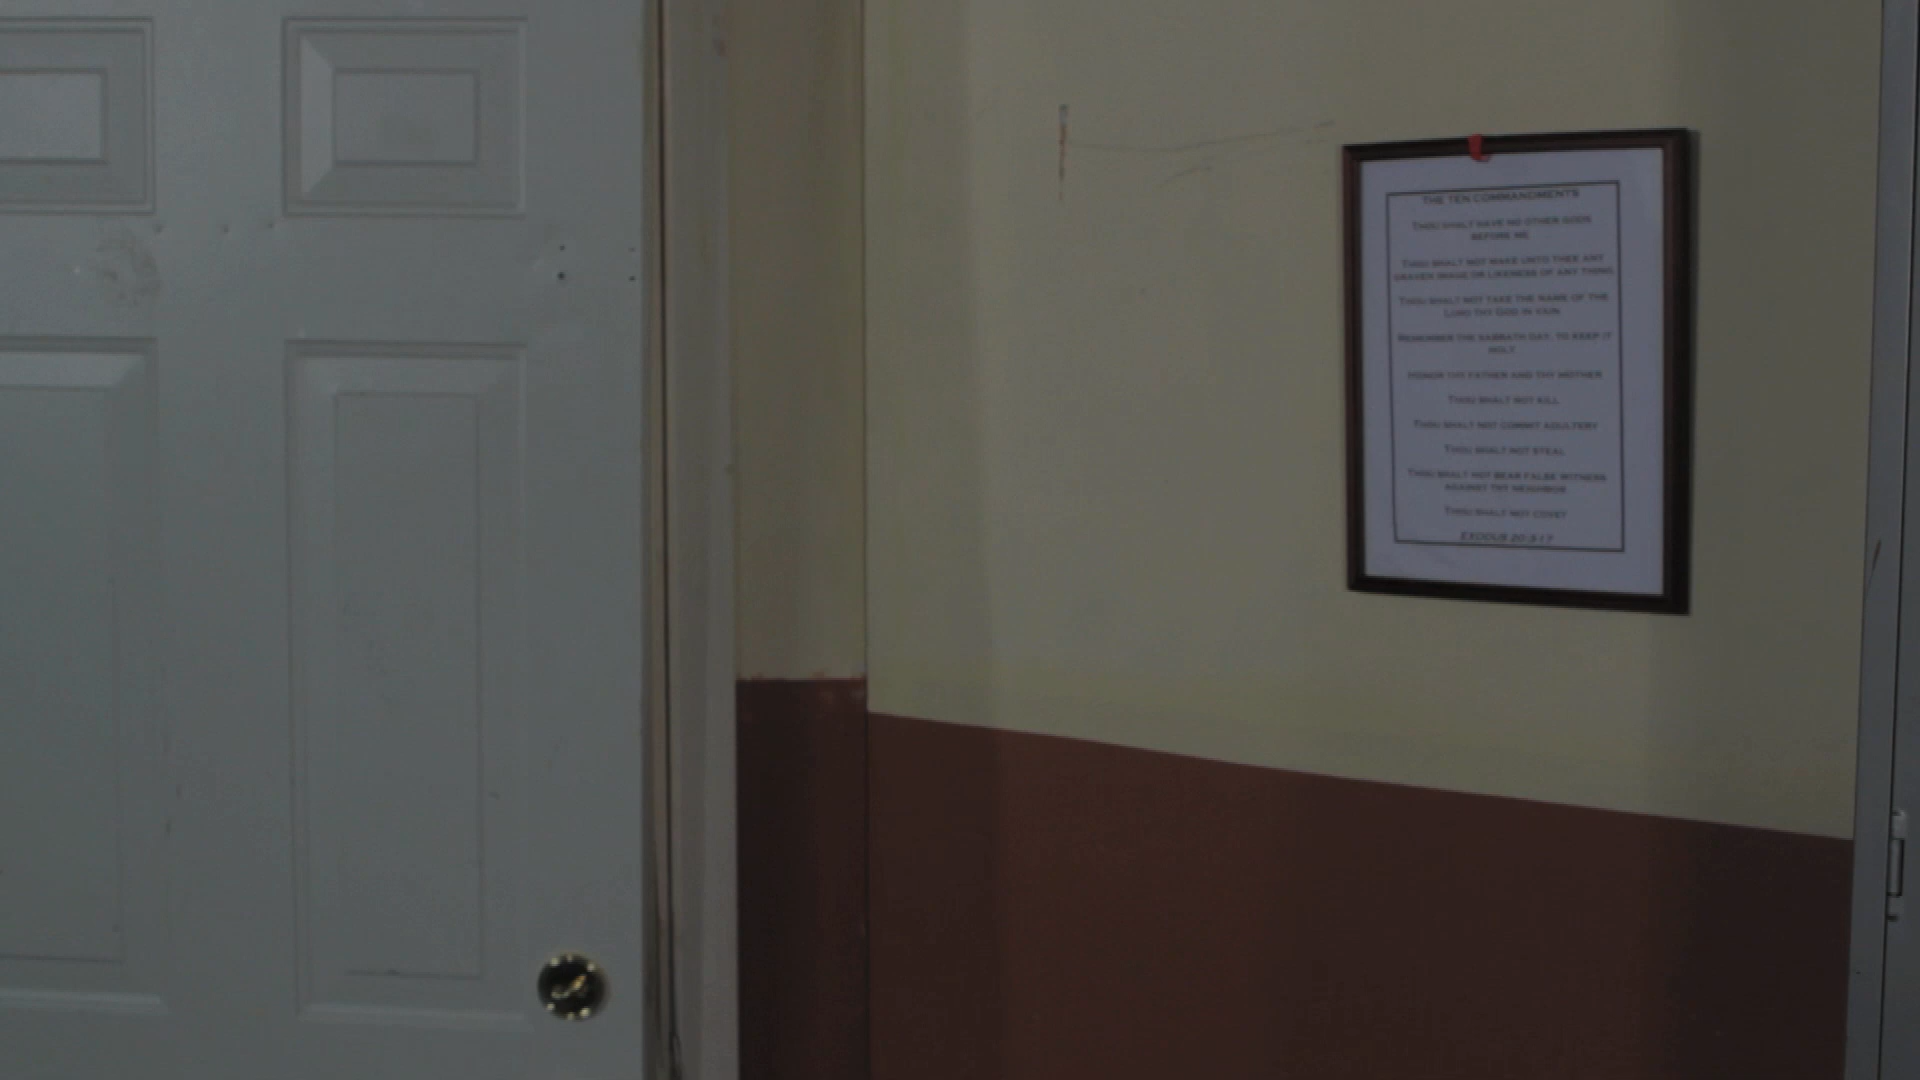 THE TEN COMMANDMENTS
THOU SHALT HAVE NO OTHER GODS
BEFORE ME
THOU SHALT NOT MAKE UNTO THEE ANY
GRAVEN IMAGE OR LIKENESS OF ANY THING
THOU SHALT NOT TAKE THE NAME OF THE
LORD THY GOD IN VAIN
REMEMBER THE SABBATH DAY, TO KEEP IT
HOLY
HONOR THY FATHER AND THY MOTHER
THOU SHALT NOT KILL
THOU SHALT NOT COMMIT ADULTERY
THOU SHALT NOT STEAL
THOU SHALT NOT BEAR FALSE WITNESS
AGAINST THY NEIGHBOR
THOU SHALT NOT COVET
EXODUS 20:3-17